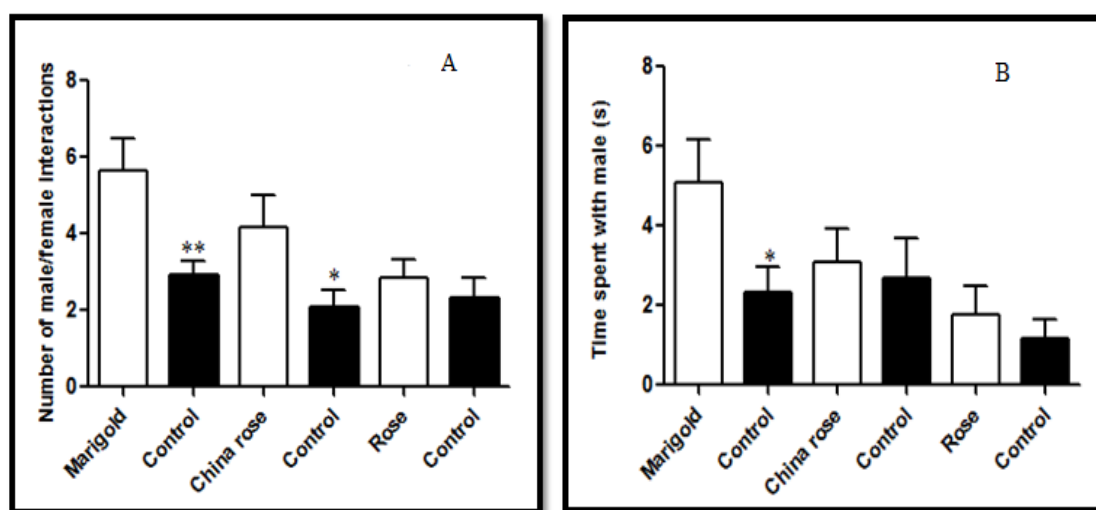 A
Number of male/female Interactions
8
6
4
2
0
**
*
Marigold
Control
China rose
Control
Rose
Control
B
TIme spent with male (s)
8
6
4
2
0
*
Marigold
Control
China rose
Control
Rose
Control